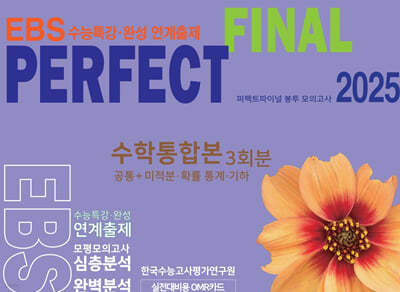 EBS 수능특강·완성 연계출제
FINAL
PERFECT
퍼펙트파이널 봉투 모의고사 2025
수학통합본 3회분
공통+미적분·확률 통계·기하
EBS
수능특강·완성
연계출제
모평모의고사
심층분석
완벽분석
한국수능고사평가연구원
실전대비용 OMR카드